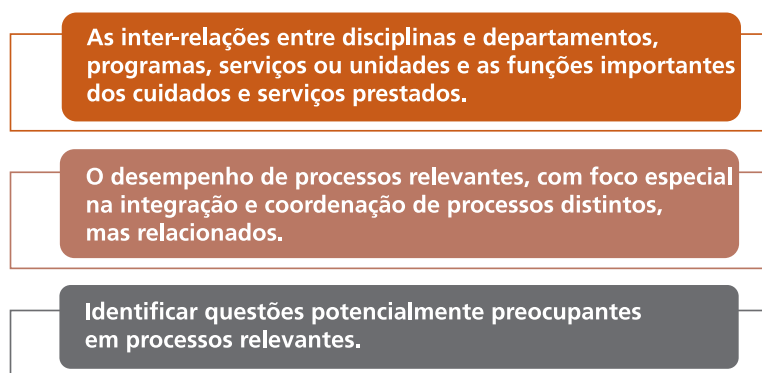 As inter-relações entre disciplinas e departamentos,
programas, serviços ou unidades e as funções importantes
dos cuidados e serviços prestados.
O desempenho de processos relevantes, com foco especial
na integração e coordenação de processos distintos,
mas relacionados.
Identificar questões potencialmente preocupantes
em processos relevantes.